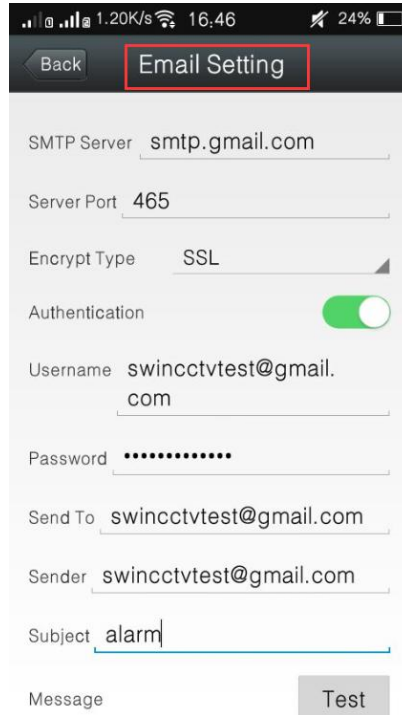 1.20K/s 16:46 24%
Back Email Setting
SMTP Server smtp.gmail.com
Server Port 465
Encrypt Type SSL
Authentication
Username swincctvtest@gmail.
com
Password •••••••••••••
Send To swincctvtest@gmail.com
Sender swincctvtest@gmail.com
Subject alarm
Message Test